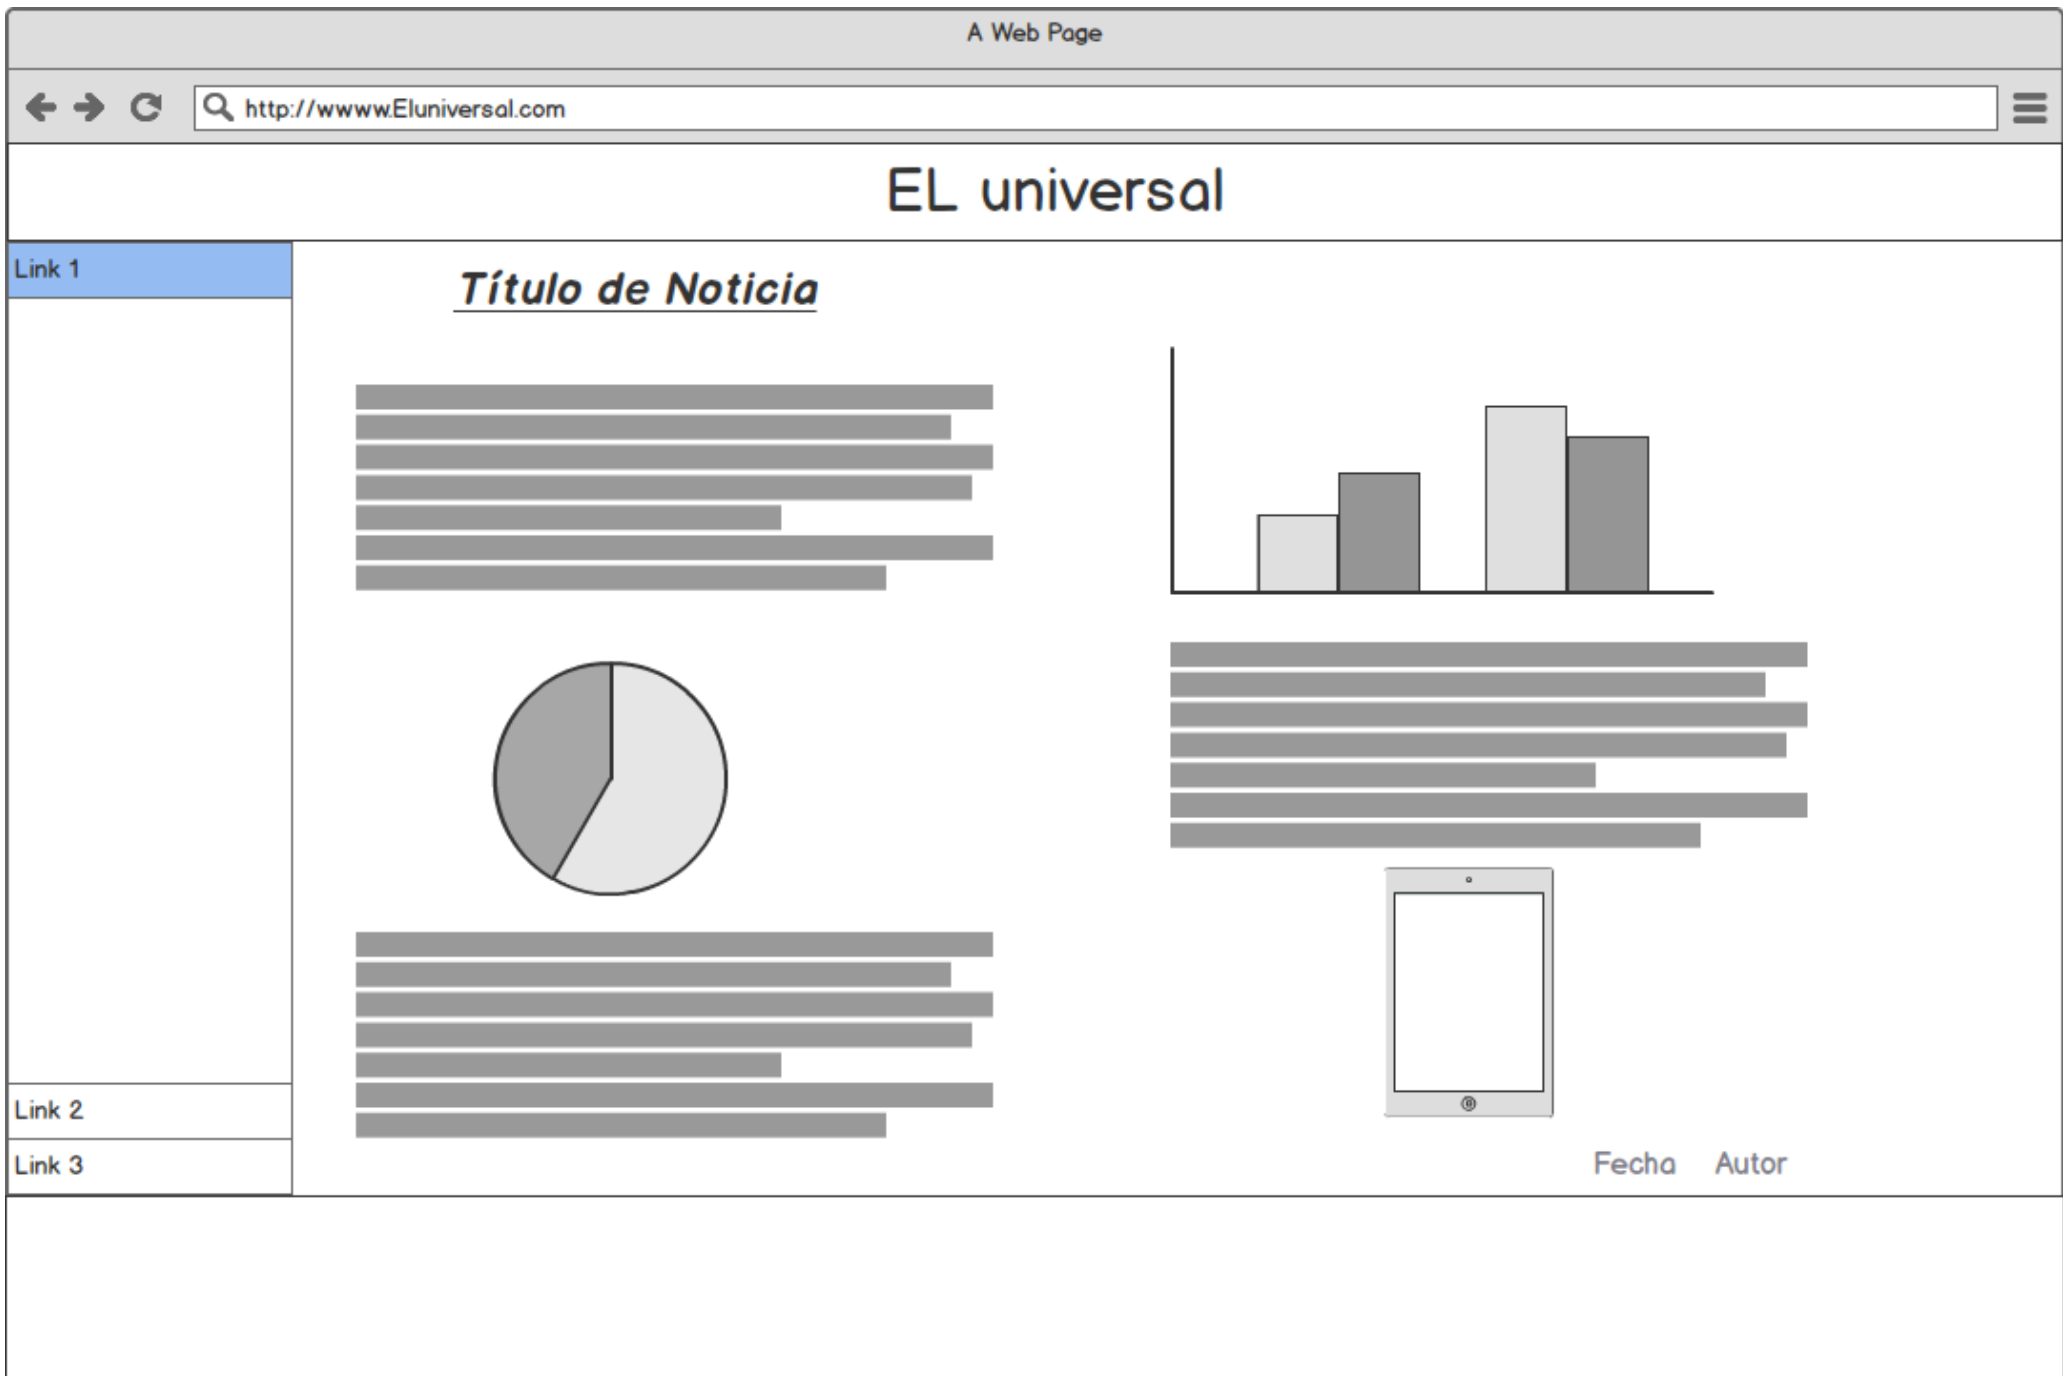 A Web Page
http://wwww.Eluniversal.com
EL universal
Link 1
Título de Noticia
Link 2
Link 3
Fecha Autor